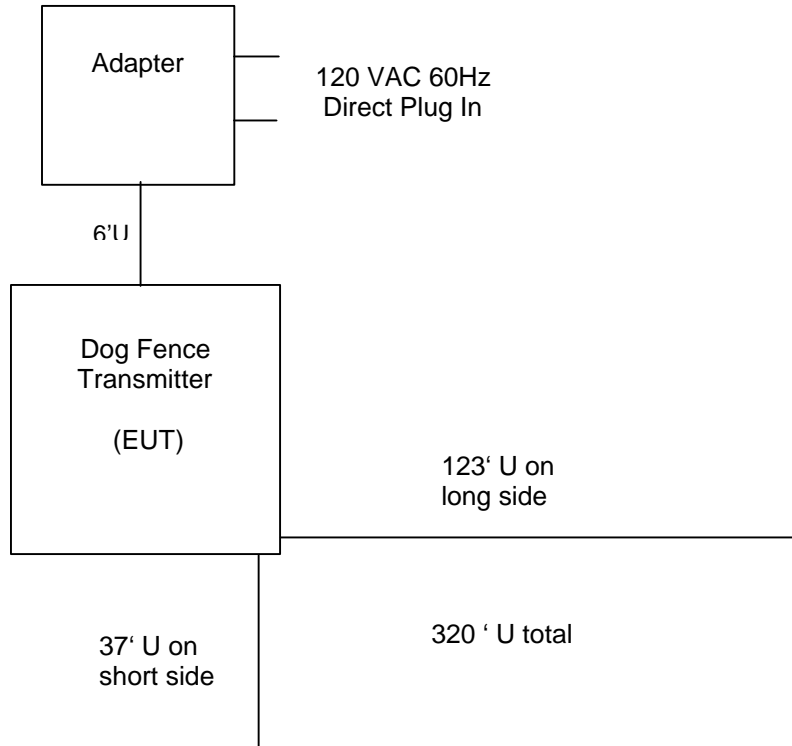 Adapter
120 VAC 60Hz
Direct Plug In
6’U
Dog Fence
Transmitter
(EUT)
123‘ U on
long side
37‘ U on
short side
320 ‘ U total